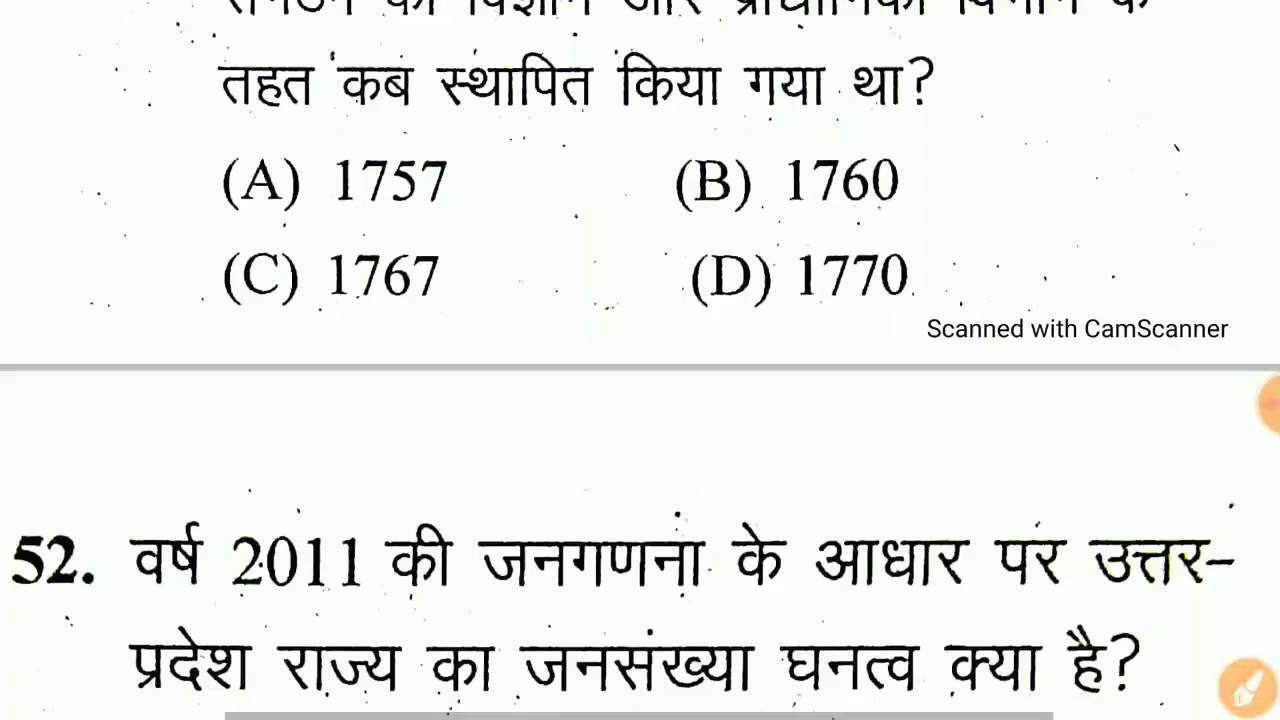 तहत कब स्थापित किया गया था?
(A) 1757 (B) 1760
(C) 1767 (D) 1770
Scanned with CamScanner
52. वर्ष 2011 की जनगणना के आधार पर उत्तर-
प्रदेश राज्य का जनसंख्या घनत्व क्या है?